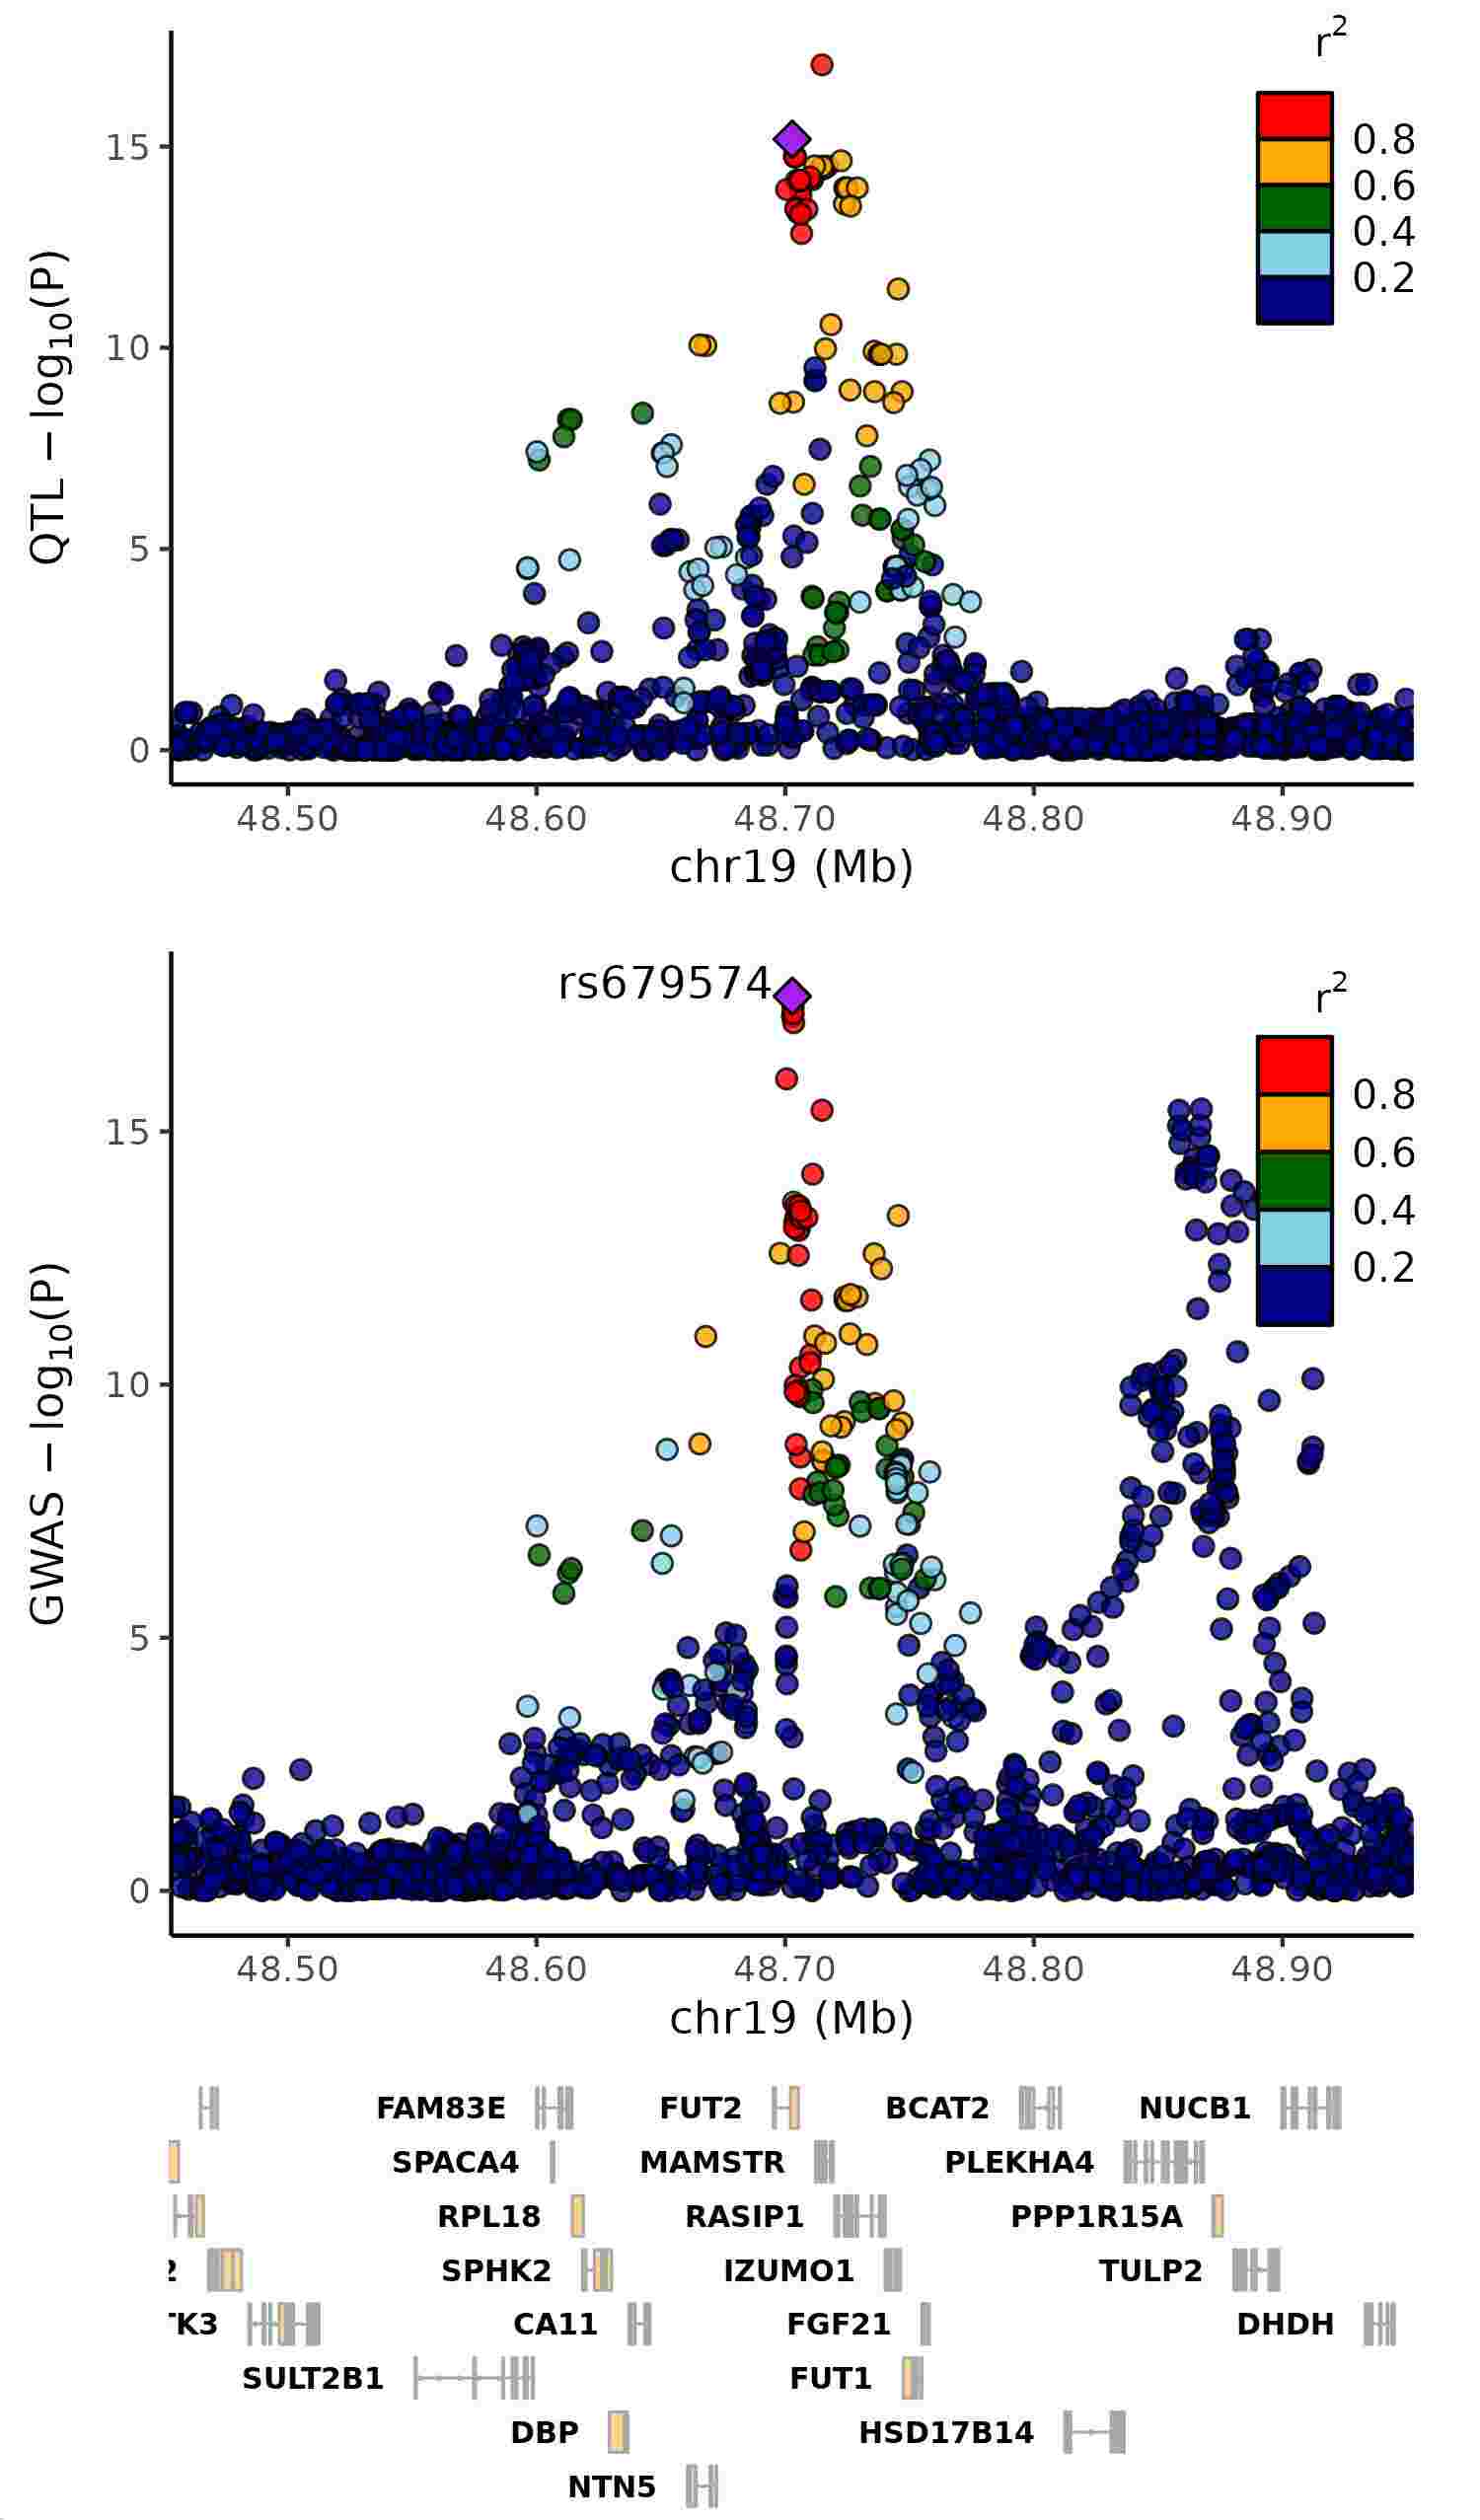 r²
QTL − log₁₀(P)
15
10
5
0
0.8
0.6
0.4
0.2
48.50 48.60 48.70 48.80 48.90
chr19 (Mb)
rs679574
r²
GWAS − log₁₀(P)
15
10
5
0
0.8
0.6
0.4
0.2
48.50 48.60 48.70 48.80 48.90
chr19 (Mb)
FAM83E FUT2 BCAT2 NUCB1
SPACA4 MAMSTR PLEKHA4
RPL18 RASIP1 PPP1R15A
2 SPHK2 IZUMO1 TULP2
TK3 CA11 FGF21 DHDH
SULT2B1 FUT1
DBP HSD17B14
NTN5